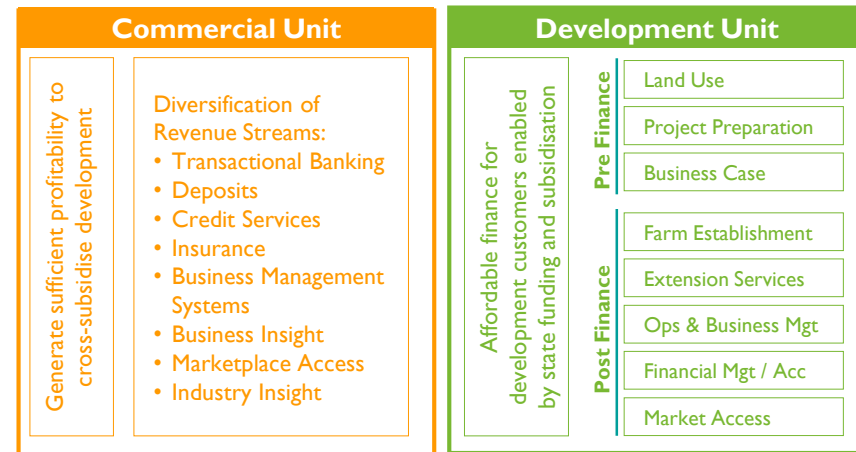 Commercial Unit
Generate sufficient profitability to
cross-subsidise development
Diversification of
Revenue Streams:
• Transactional Banking
• Deposits
• Credit Services
• Insurance
• Business Management
Systems
• Business Insight
• Marketplace Access
• Industry Insight
Development Unit
Affordable finance for
development customers enabled
by state funding and subsidisation
Pre Finance
Land Use
Project Preparation
Business Case
Post Finance
Farm Establishment
Extension Services
Ops & Business Mgt
Financial Mgt / Acc
Market Access